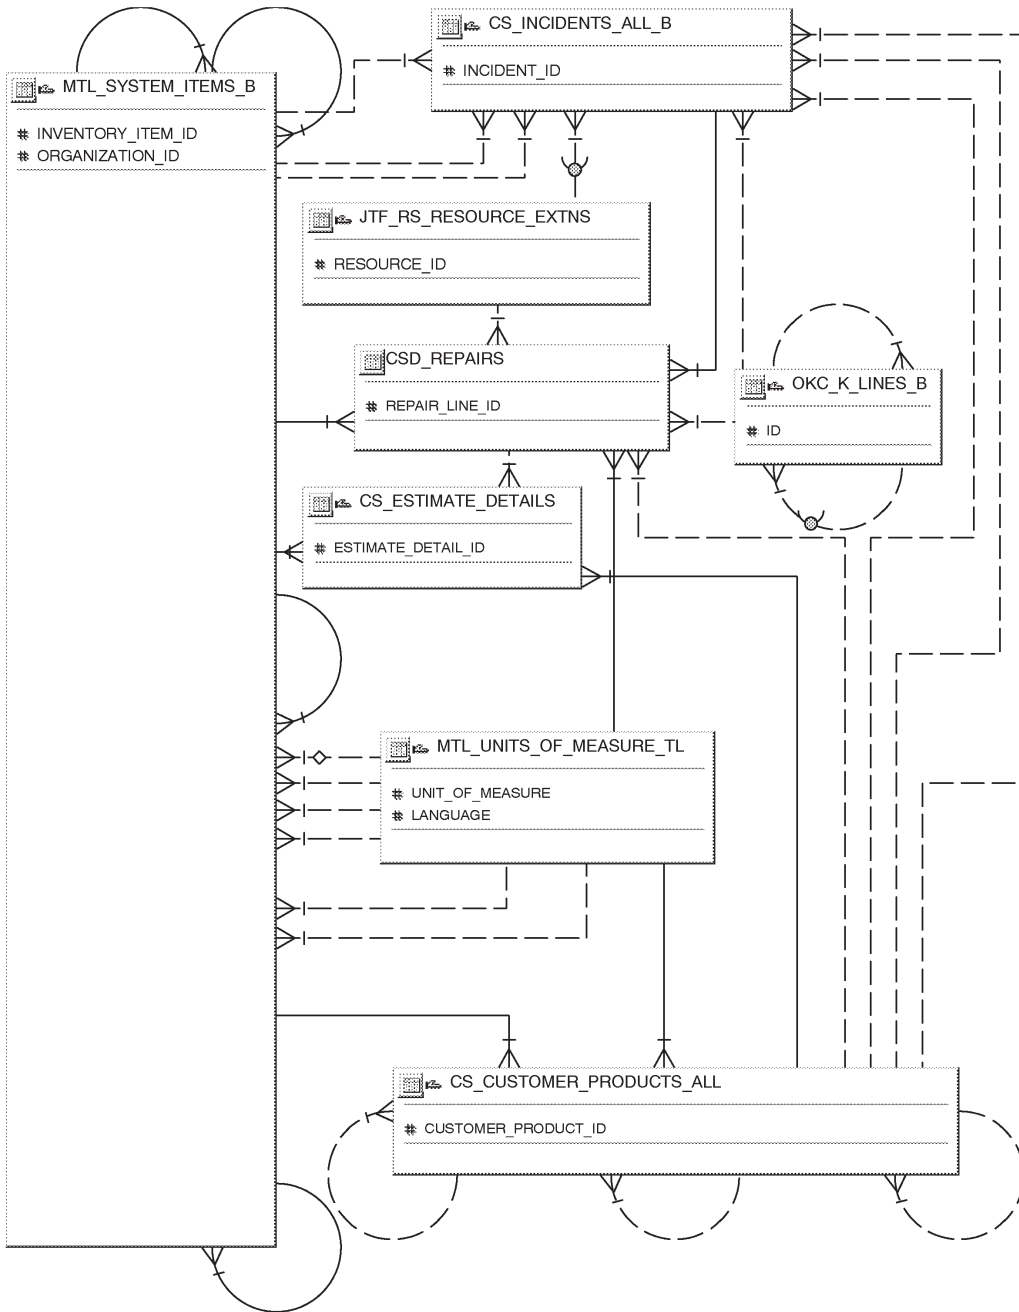 CS_INCIDENTS_ALL_B
# INCIDENT_ID
MTL_SYSTEM_ITEMS_B
# INVENTORY_ITEM_ID
# ORGANIZATION_ID
JTF_RS_RESOURCE_EXTNS
# RESOURCE_ID
CSD_REPAIRS
# REPAIR_LINE_ID
OKC_K_LINES_B
# ID
CS_ESTIMATE_DETAILS
# ESTIMATE_DETAIL_ID
MTL_UNITS_OF_MEASURE_TL
# UNIT_OF_MEASURE
# LANGUAGE
CS_CUSTOMER_PRODUCTS_ALL
# CUSTOMER_PRODUCT_ID